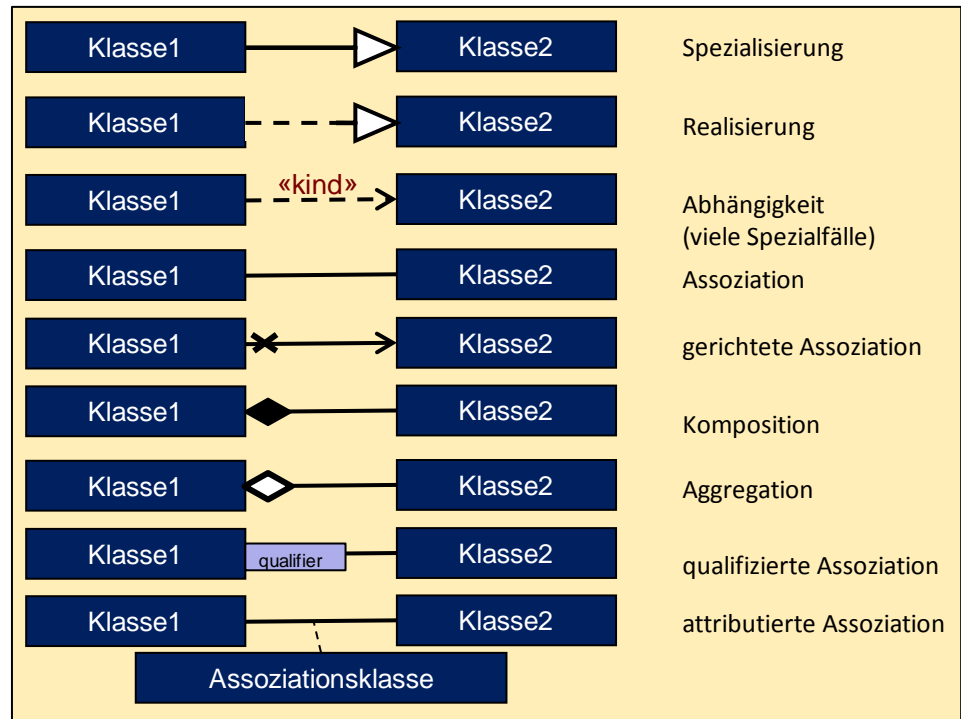 Klasse1 Klasse2 Spezialisierung
Klasse1 Klasse2 Realisierung
«kind»
Klasse1 Klasse2 Abhängigkeit
(viele Spezialfälle)
Klasse1 Klasse2 Assoziation
Klasse1 Klasse2 gerichtete Assoziation
Klasse1 Klasse2 Komposition
Klasse1 Klasse2 Aggregation
Klasse1 qualifier Klasse2 qualifizierte Assoziation
Klasse1 Klasse2 attributierte Assoziation
Assoziationsklasse